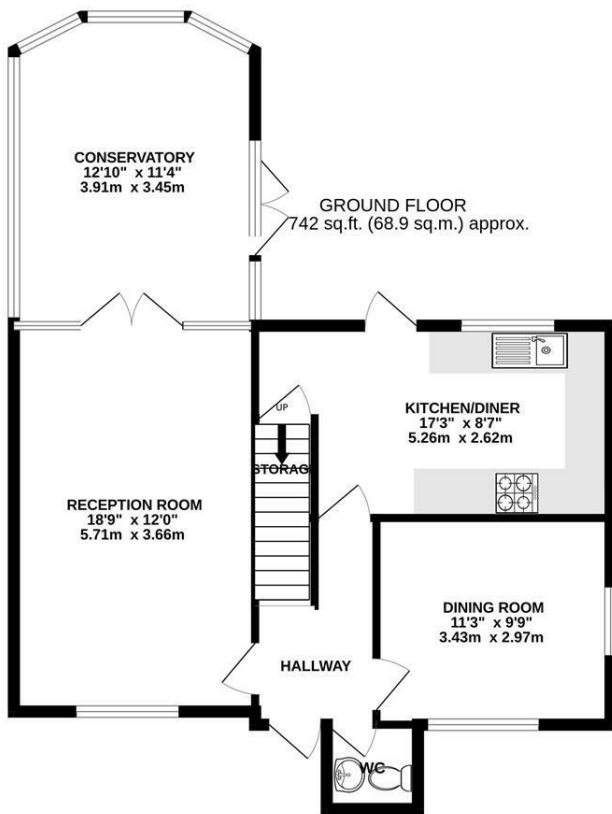 CONSERVATORY
12'10" x 11'4"
3.91m x 3.45m
GROUND FLOOR
742 sq.ft. (68.9 sq.m.) approx.
KITCHEN/DINER
17'3" x 8'7"
5.26m x 2.62m
UP
STORAGE
RECEPTION ROOM
18'9" x 12'0"
5.71m x 3.66m
DINING ROOM
11'3" x 9'9"
3.43m x 2.97m
HALLWAY
WC